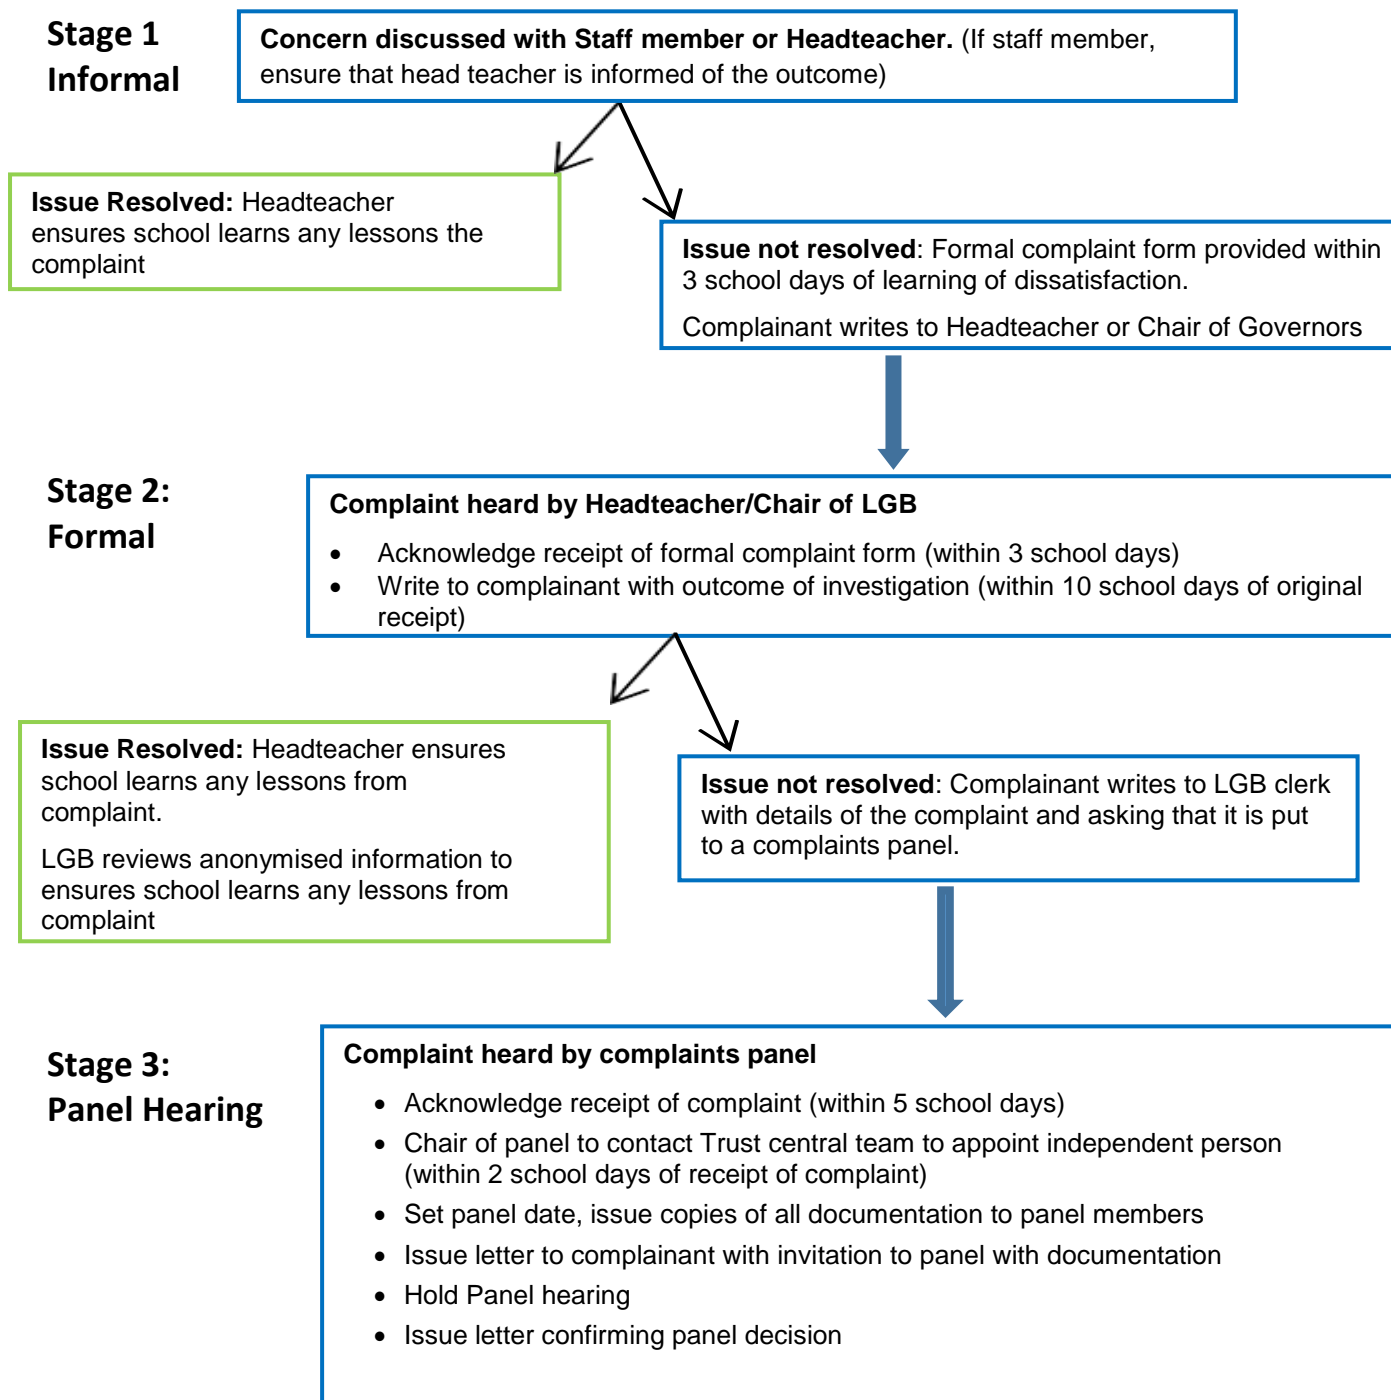 Stage 1
Informal
Concern discussed with Staff member or Headteacher. (If staff member,
ensure that head teacher is informed of the outcome)
Issue Resolved: Headteacher
ensures school learns any lessons the
complaint
Issue not resolved: Formal complaint form provided within
3 school days of learning of dissatisfaction.
Complainant writes to Headteacher or Chair of Governors
Stage 2:
Formal
Complaint heard by Headteacher/Chair of LGB
• Acknowledge receipt of formal complaint form (within 3 school days)
• Write to complainant with outcome of investigation (within 10 school days of original
receipt)
Issue Resolved: Headteacher ensures
school learns any lessons from
complaint.
LGB reviews anonymised information to
ensures school learns any lessons from
complaint
Issue not resolved: Complainant writes to LGB clerk
with details of the complaint and asking that it is put
to a complaints panel.
Stage 3:
Panel Hearing
Complaint heard by complaints panel
• Acknowledge receipt of complaint (within 5 school days)
• Chair of panel to contact Trust central team to appoint independent person
(within 2 school days of receipt of complaint)
• Set panel date, issue copies of all documentation to panel members
• Issue letter to complainant with invitation to panel with documentation
• Hold Panel hearing
• Issue letter confirming panel decision